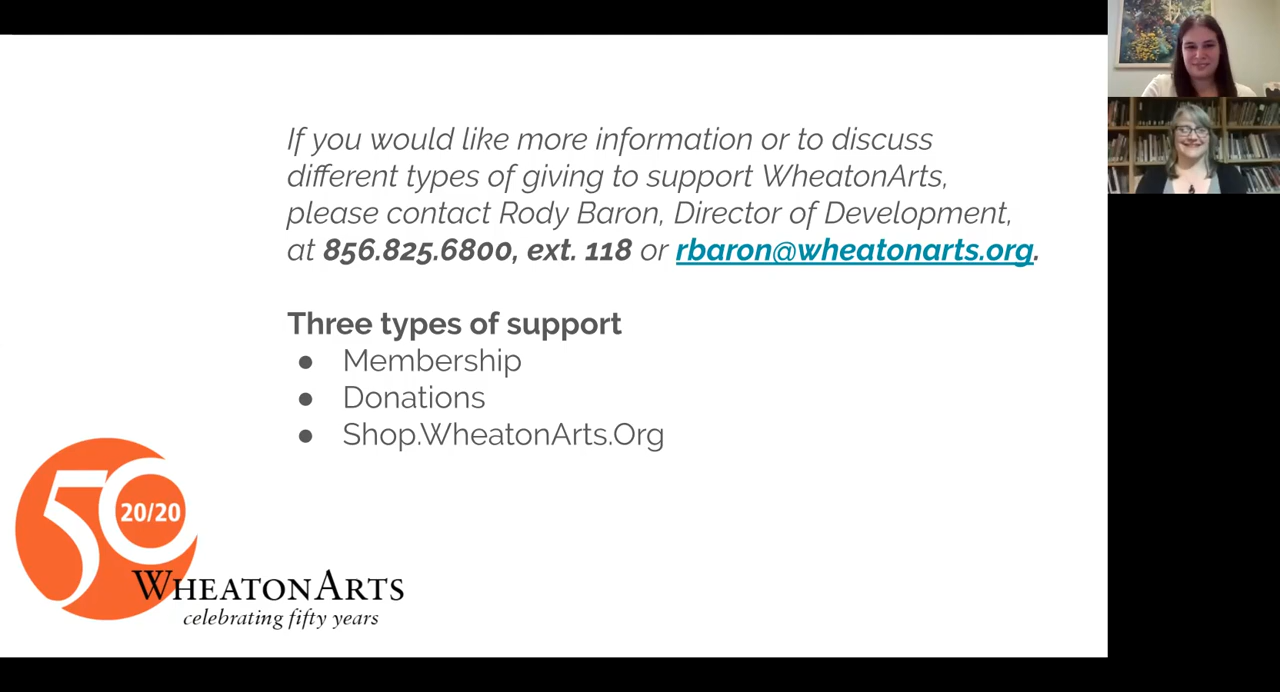 If you would like more information or to discuss
different types of giving to support WheatonArts,
please contact Rody Baron, Director of Development,
at 856.825.6800, ext. 118 or rbaron@wheatonarts.org.
Three types of support
● Membership
● Donations
● Shop.WheatonArts.Org
50
20/20
WHEATONARTS
celebrating fifty years